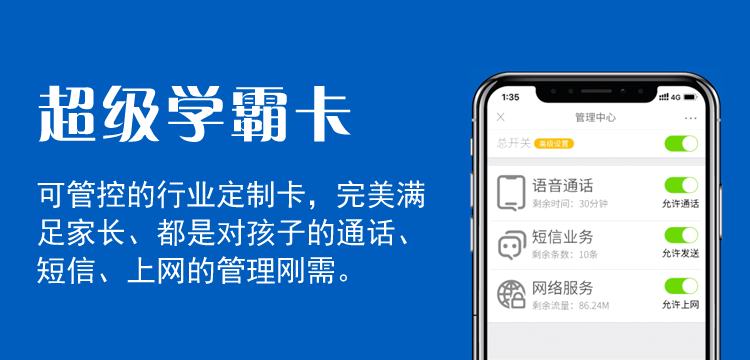 超级学霸卡
可管控的行业定制卡，完美满
足家长、都是对孩子的通话、
短信、上网的管理刚需。
1:35
4G
管理中心
总开关 高级设置
语音通话
剩余时间：30分钟
允许通话
短信业务
剩余条数：10条
允许发送
网络服务
剩余流量：86.24M
允许上网